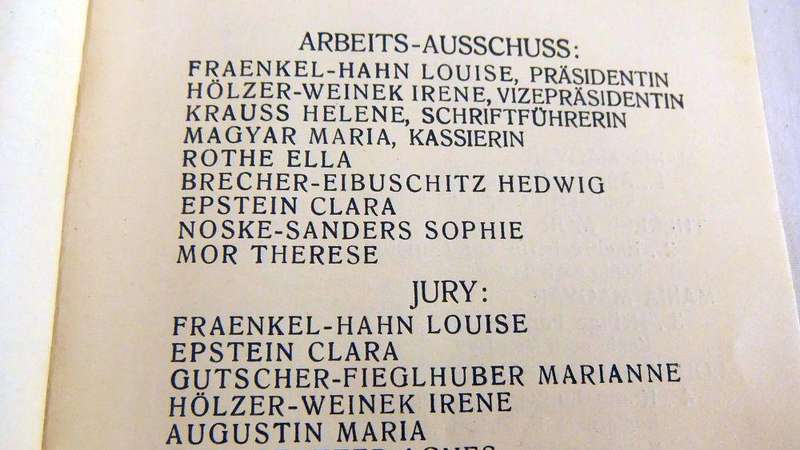 ARBEITS-AUSSCHUSS:
FRAENKEL-HAHN LOUISE, PRÄSIDENTIN
HÖLZER-WEINEK IRENE, VIZEPRÄSIDENTIN
KRAUSS HELENE, SCHRIFTFÜHRERIN
MAGYAR MARIA, KASSIERIN
ROTHE ELLA
BRECHER-EIBUSCHITZ HEDWIG
EPSTEIN CLARA
NOSKE-SANDERS SOPHIE
MOR THERESE
JURY:
FRAENKEL-HAHN LOUISE
EPSTEIN CLARA
GUTSCHER-FIEGLHUBER MARIANNE
HÖLZER-WEINEK IRENE
AUGUSTIN MARIA
AGNES